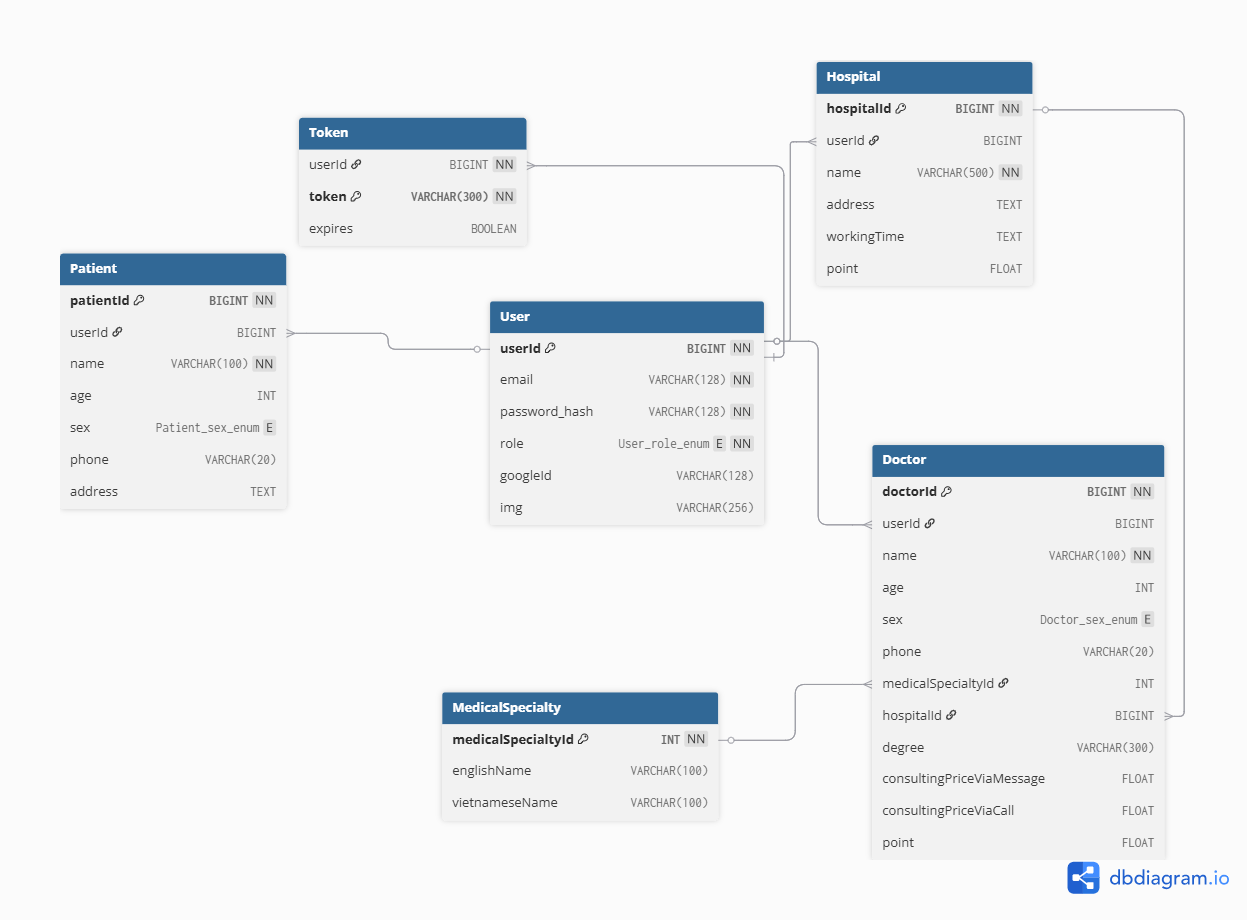 Hospital
hospitalId BIGINT NN
userId BIGINT
name VARCHAR(500) NN
address TEXT
workingTime TEXT
point FLOAT
Token
userId BIGINT NN
token VARCHAR(300) NN
expires BOOLEAN
Patient
patientId BIGINT NN
userId BIGINT
name VARCHAR(100) NN
age INT
sex Patient_sex_enum E
phone VARCHAR(20)
address TEXT
User
userId BIGINT NN
email VARCHAR(128) NN
password_hash VARCHAR(128) NN
role User_role_enum E NN
googleId VARCHAR(128)
img VARCHAR(256)
Doctor
doctorId BIGINT NN
userId BIGINT
name VARCHAR(100) NN
age INT
sex Doctor_sex_enum E
phone VARCHAR(20)
medicalSpecialtyId INT
hospitalId BIGINT
degree VARCHAR(300)
consultingPriceViaMessage FLOAT
consultingPriceViaCall FLOAT
point FLOAT
MedicalSpecialty
medicalSpecialtyId INT NN
englishName VARCHAR(100)
vietnameseName VARCHAR(100)
dbdiagram.io